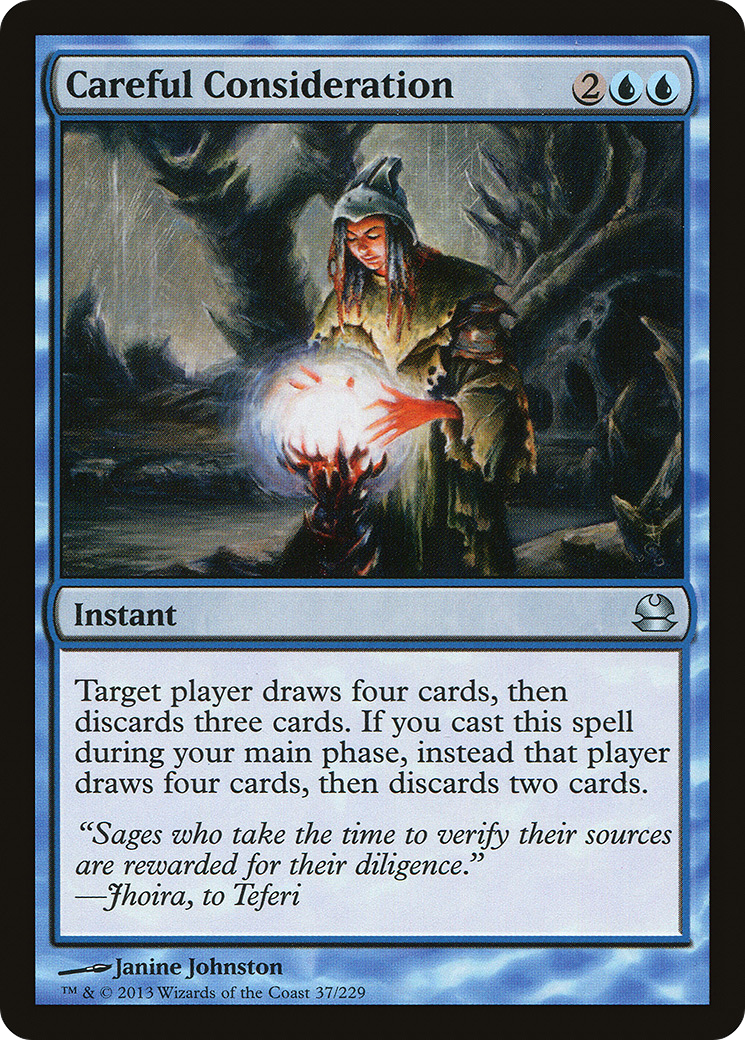 Careful Consideration 2
Instant
Target player draws four cards, then
discards three cards. If you cast this spell
during your main phase, instead that player
draws four cards, then discards two cards.
“Sages who take the time to verify their sources
are rewarded for their diligence.”
—Jhoira, to Teferi
Janine Johnston
™ & © 2013 Wizards of the Coast 37/229